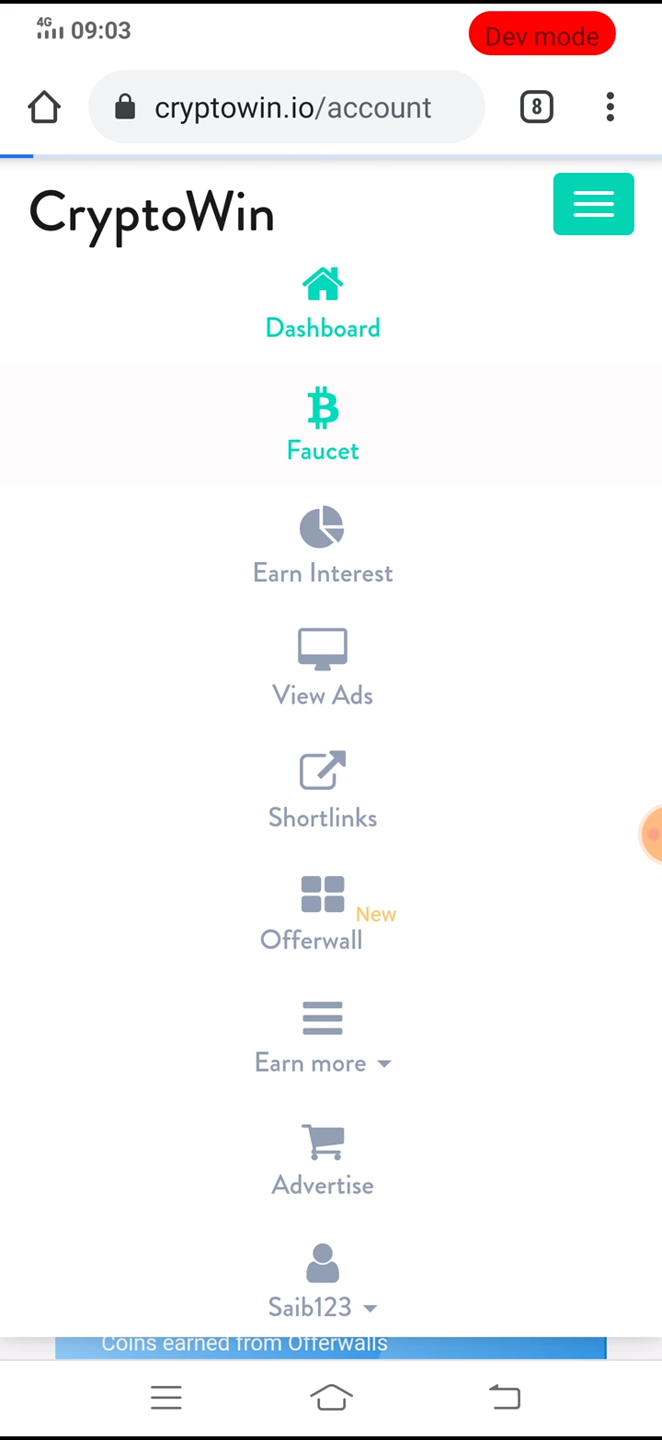 4G 09:03
Dev mode
cryptowin.io/account
8
CryptoWin
Dashboard
Faucet
Earn Interest
View Ads
Shortlinks
New
Offerwall
Earn more
Advertise
Saib123
Coins earned from Offerwalls